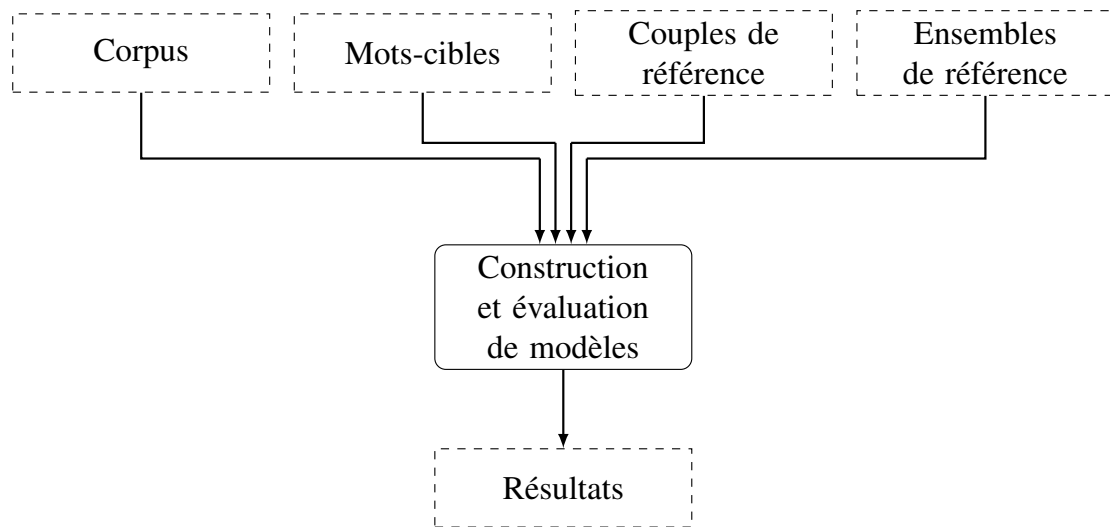 Corpus
Mots-cibles
Couples de
référence
Ensembles
de référence
Construction
et évaluation
de modèles
Résultats